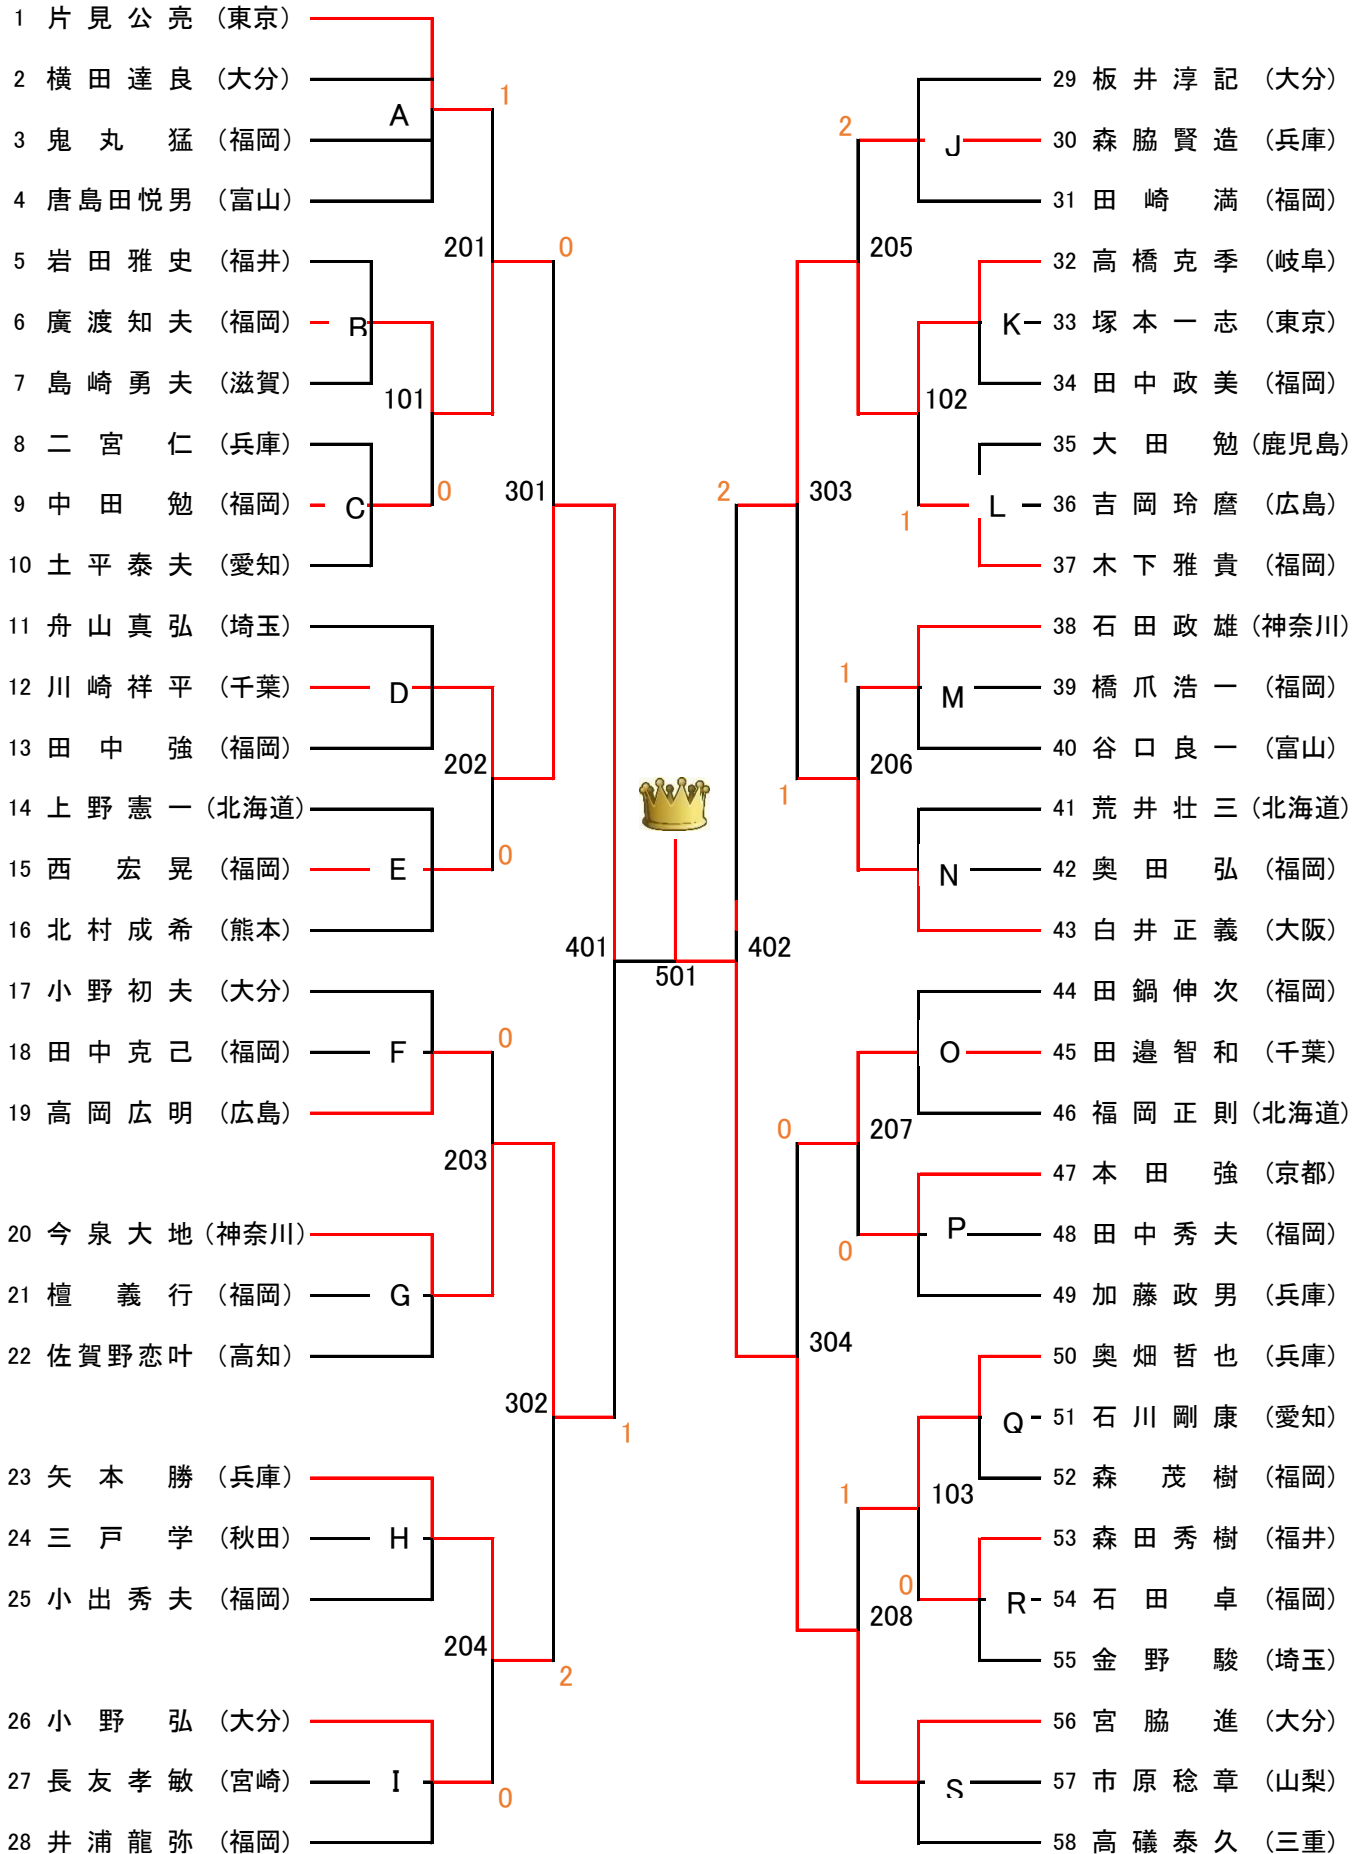 1 片見公亮 (東京)
2 横田達良 (大分)
3 鬼丸猛 (福岡)
4 唐島田悦男 (富山)
A
1
201
0
5 岩田雅史 (福井)
6 廣渡知夫 (福岡)
7 島崎勇夫 (滋賀)
B
101
8 二宮仁 (兵庫)
9 中田勉 (福岡)
10 土平泰夫 (愛知)
C
0
301
11 舟山真弘 (埼玉)
12 川崎祥平 (千葉)
13 田中強 (福岡)
D
202
14 上野憲一 (北海道)
15 西宏晃 (福岡)
16 北村成希 (熊本)
E
0
401
17 小野初夫 (大分)
18 田中克己 (福岡)
19 高岡広明 (広島)
F
0
203
20 今泉大地 (神奈川)
21 檀義行 (福岡)
22 佐賀野恋叶 (高知)
G
302
1
23 矢本勝 (兵庫)
24 三戸学 (秋田)
25 小出秀夫 (福岡)
H
204
2
26 小野弘 (大分)
27 長友孝敏 (宮崎)
28 井浦龍弥 (福岡)
I
0
501
29 板井淳記 (大分)
30 森脇賢造 (兵庫)
31 田崎満 (福岡)
J
2
205
32 高橋克季 (岐阜)
33 塚本一志 (東京)
34 田中政美 (福岡)
K
102
35 大田勉 (鹿児島)
36 吉岡玲麿 (広島)
37 木下雅貴 (福岡)
L
1
2
303
38 石田政雄 (神奈川)
39 橋爪浩一 (福岡)
40 谷口良一 (富山)
M
1
206
1
41 荒井壮三 (北海道)
42 奥田弘 (福岡)
43 白井正義 (大阪)
N
402
44 田鍋伸次 (福岡)
45 田邉智和 (千葉)
46 福岡正則 (北海道)
O
0
207
47 本田強 (京都)
48 田中秀夫 (福岡)
49 加藤政男 (兵庫)
P
0
304
50 奥畑哲也 (兵庫)
51 石川剛康 (愛知)
52 森茂樹 (福岡)
Q
1
103
53 森田秀樹 (福井)
54 石田卓 (福岡)
55 金野駿 (埼玉)
R
0
208
56 宮脇進 (大分)
57 市原稔章 (山梨)
58 高礒泰久 (三重)
S